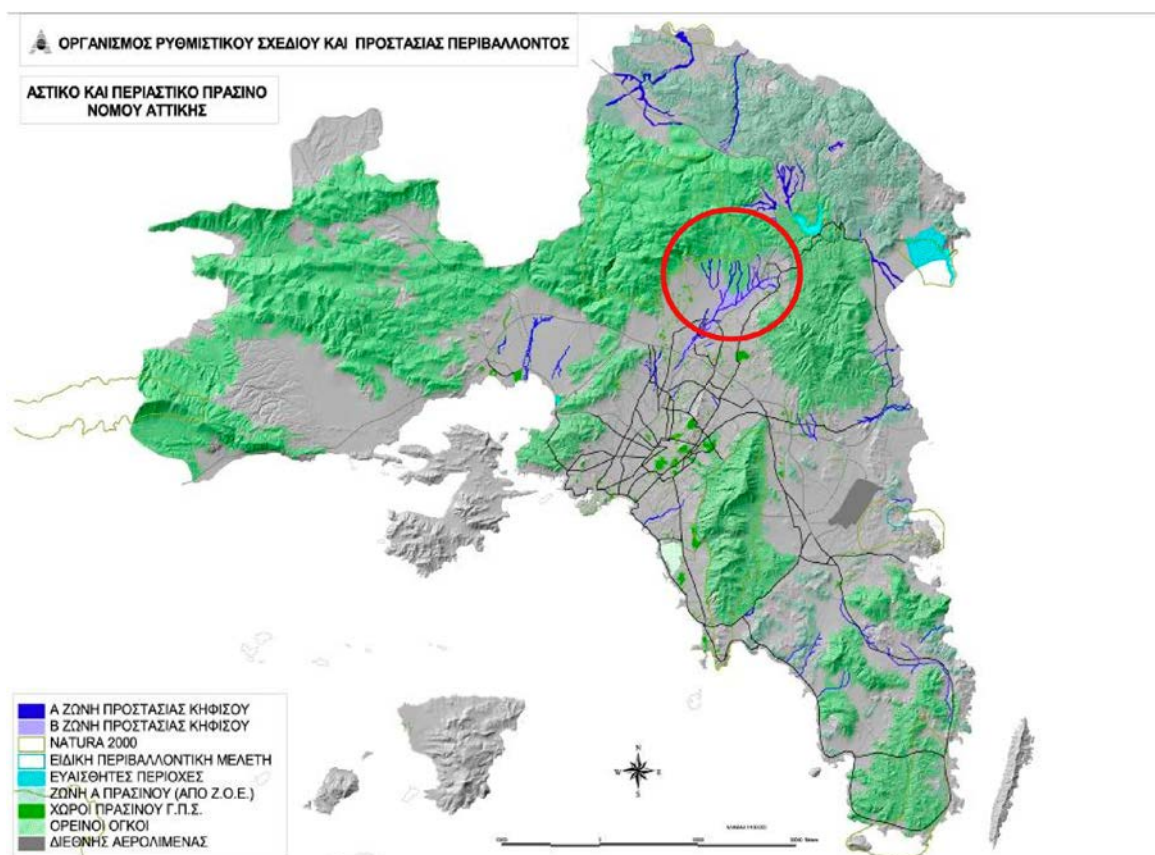 ΟΡΓΑΝΙΣΜΟΣ ΡΥΘΜΙΣΤΙΚΟΥ ΣΧΕΔΙΟΥ ΚΑΙ ΠΡΟΣΤΑΣΙΑΣ ΠΕΡΙΒΑΛΛΟΝΤΟΣ
ΑΣΤΙΚΟ ΚΑΙ ΠΕΡΙΑΣΤΙΚΟ ΠΡΑΣΙΝΟ
ΝΟΜΟΥ ΑΤΤΙΚΗΣ
Α ΖΩΝΗ ΠΡΟΣΤΑΣΙΑΣ ΚΗΦΙΣΟΥ
Β ΖΩΝΗ ΠΡΟΣΤΑΣΙΑΣ ΚΗΦΙΣΟΥ
NATURA 2000
ΕΙΔΙΚΗ ΠΕΡΙΒΑΛΛΟΝΤΙΚΗ ΜΕΛΕΤΗ
ΕΥΑΙΣΘΗΤΕΣ ΠΕΡΙΟΧΕΣ
ΖΩΝΗ Α ΠΡΑΣΙΝΟΥ (ΑΠΟ Ζ.Ο.Ε.)
ΧΩΡΟΙ ΠΡΑΣΙΝΟΥ Γ.Π.Σ.
ΟΡΕΙΝΟΙ ΟΓΚΟΙ
ΔΙΕΘΝΗΣ ΑΕΡΟΛΙΜΕΝΑΣ
N
W
E
S